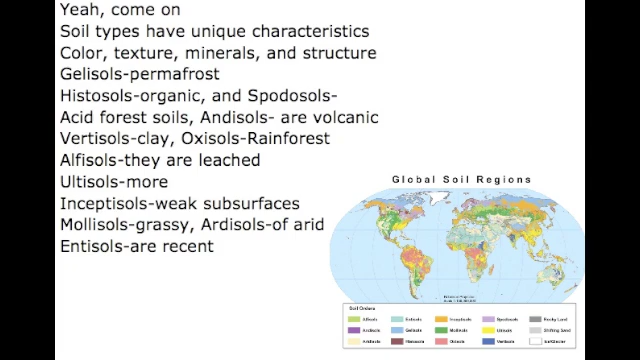 Yeah, come on
Soil types have unique characteristics
Color, texture, minerals, and structure
Gelisols-permafrost
Histosols-organic, and Spodosols-
Acid forest soils, Andisols- are volcanic
Vertisols-clay, Oxisols-Rainforest
Alfisols-they are leached
Ultisols-more
Inceptisols-weak subsurfaces
Mollisols-grassy, Ardisols-of arid
Entisols-are recent
Global Soil Regions
Soil Orders
Alfisols Entisols Inceptisols Spodosols Rocky Land
Andisols Gelisols Mollisols Ultisols Shifting Sand
Aridisols Histosols Oxisols Vertisols Ice/Glacier